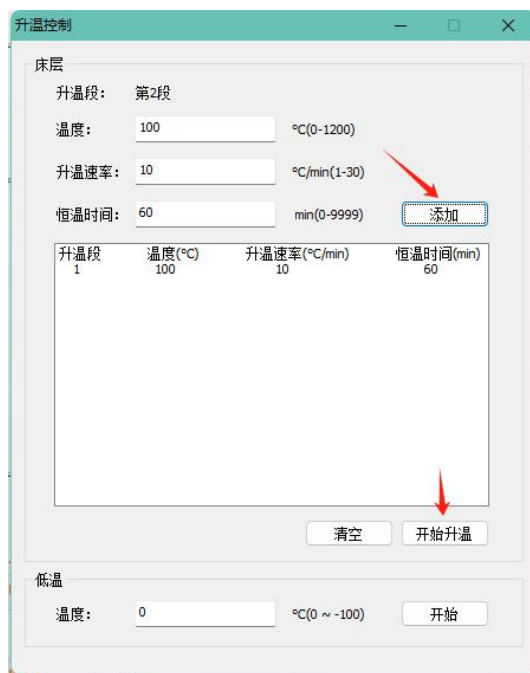 升温控制
床层
升温段： 第2段
温度： 100 °C(0-1200)
升温速率： 10 °C/min(1-30)
恒温时间： 60 min(0-9999) 添加
升温段 温度(°C) 升温速率(°C/min) 恒温时间(min)
1 100 10 60
清空 开始升温
低温
温度： 0 °C(0 ~ -100) 开始